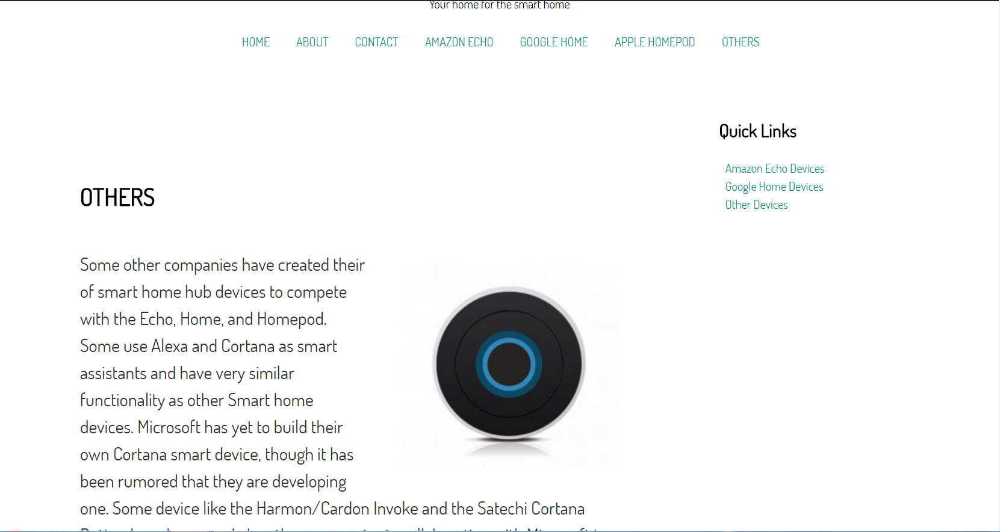 Your home for the smart home
HOME ABOUT CONTACT AMAZON ECHO GOOGLE HOME APPLE HOMEPOD OTHERS
Quick Links
Amazon Echo Devices
Google Home Devices
Other Devices
OTHERS
Some other companies have created their
of smart home hub devices to compete
with the Echo, Home, and Homepod.
Some use Alexa and Cortana as smart
assistants and have very similar
functionality as other Smart home
devices. Microsoft has yet to build their
own Cortana smart device, though it has
been rumored that they are developing
one. Some device like the Harmon/Cardon Invoke and the Satechi Cortana